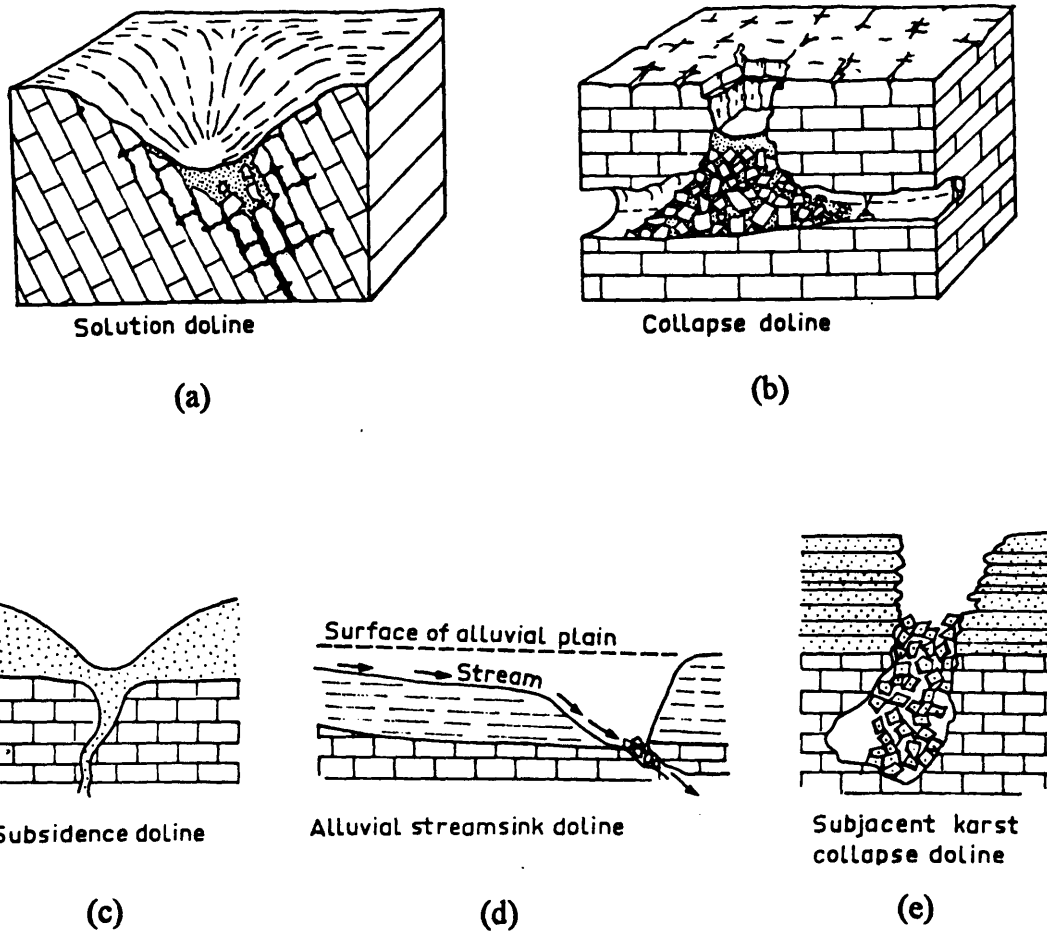 Solution doline
Collapse doline
(a)
(b)
Surface of alluvial plain
Stream
Subsidence doline
Alluvial streamsink doline
Subjacent karst
collapse doline
(c)
(d)
(e)